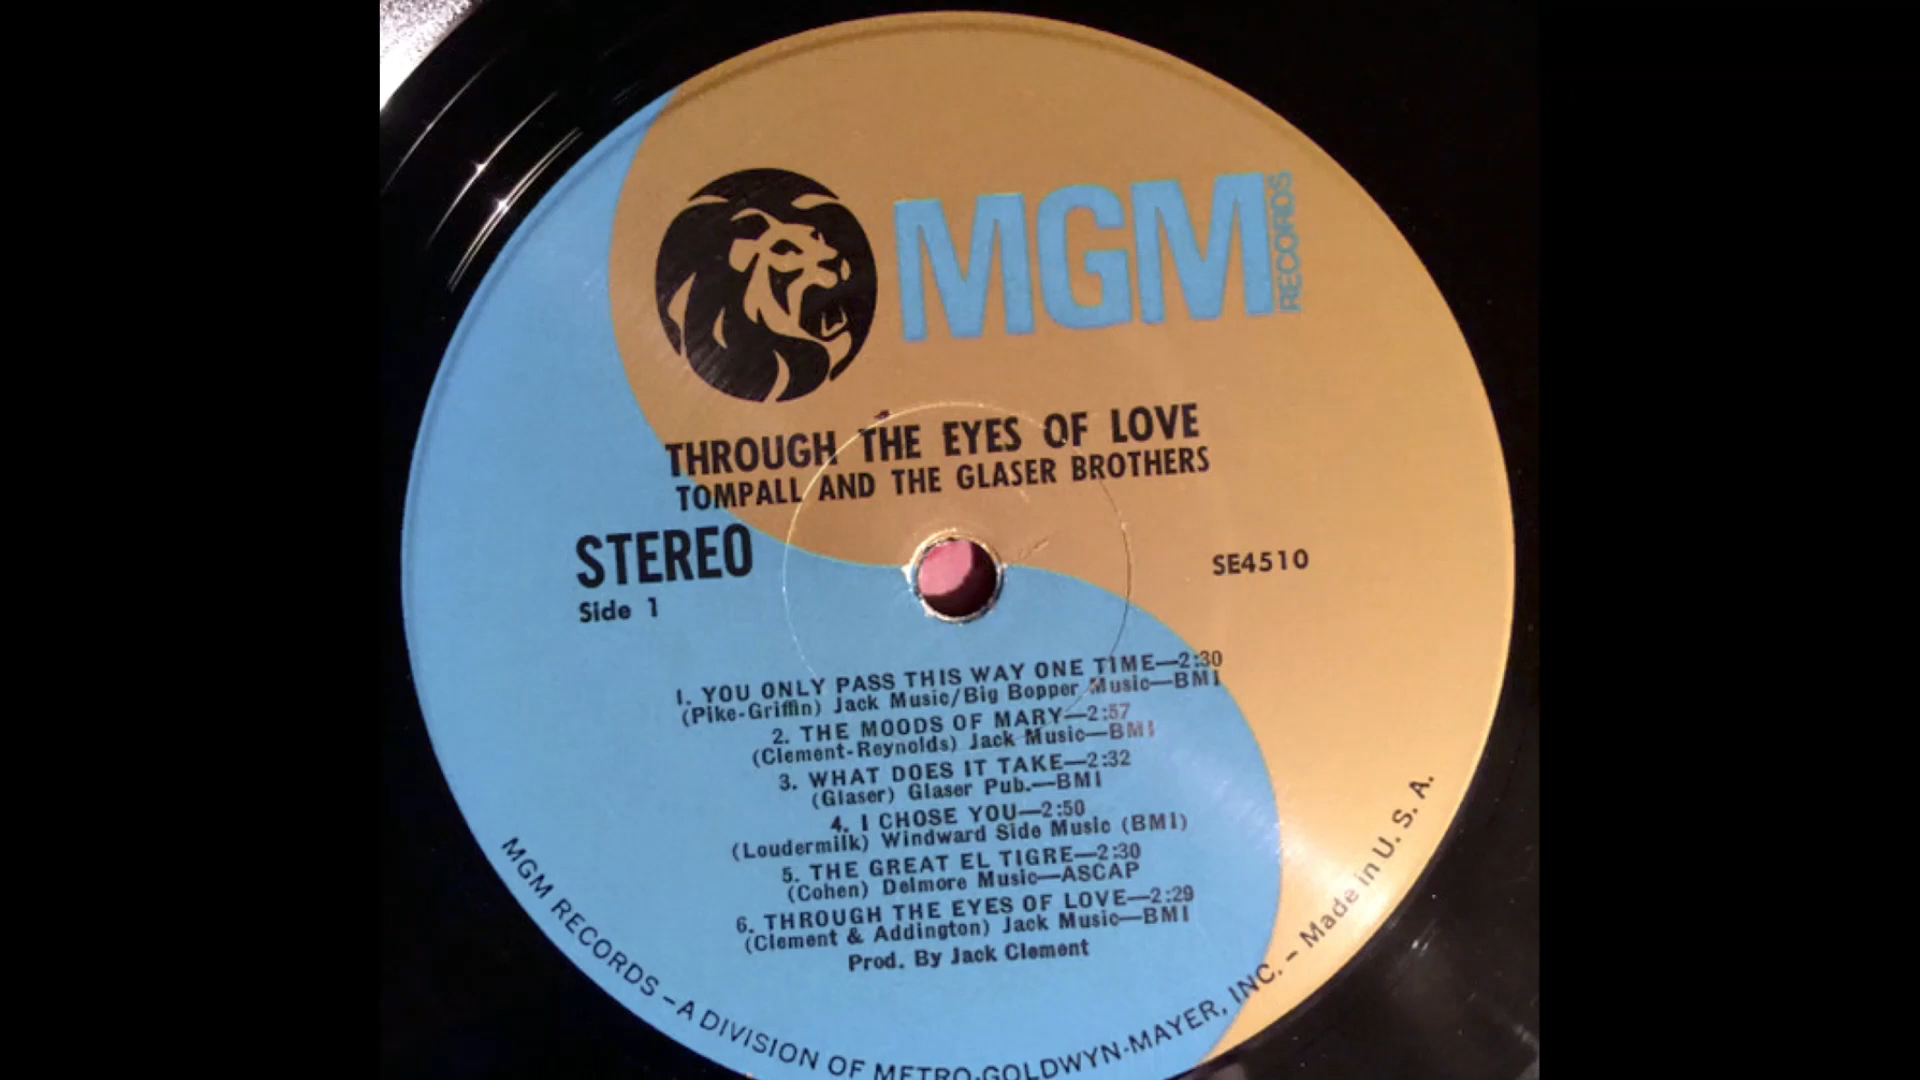 MGM
RECORDS
THROUGH THE EYES OF LOVE
TOMPALL AND THE GLASER BROTHERS
STEREO
SE4510
Side 1
1. YOU ONLY PASS THIS WAY ONE TIME—2:30
(Pike-Griffin) Jack Music/Big Bopper Music—BMI
2. THE MOODS OF MARY—2:57
(Clement-Reynolds) Jack Music—BMI
3. WHAT DOES IT TAKE—2:32
(Glaser) Glaser Pub.—BMI
4. I CHOSE YOU—2:50
(Loudermilk) Windward Side Music (BMI)
5. THE GREAT EL TIGRE—2:30
(Cohen) Delmore Music—ASCAP
6. THROUGH THE EYES OF LOVE—2:29
(Clement & Addington) Jack Music—BMI
Prod. By Jack Clement
MGM RECORDS – A DIVISION OF METRO-GOLDWYN-MAYER, INC. – Made in U. S. A.